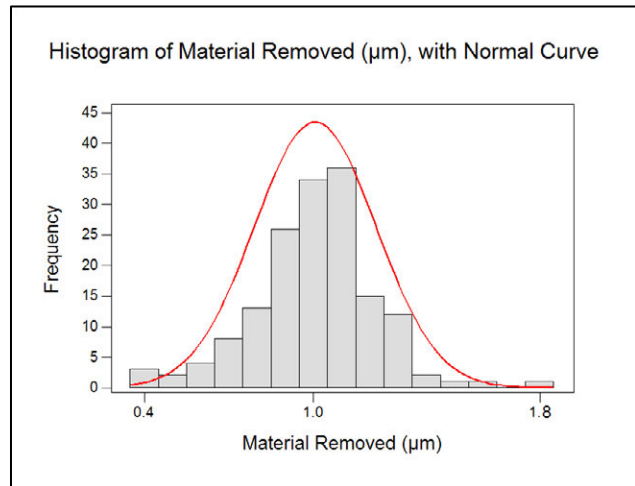 Histogram of Material Removed (µm), with Normal Curve
45
40
35
30
25
20
15
10
5
0
Frequency
0.4 1.0 1.8
Material Removed (µm)